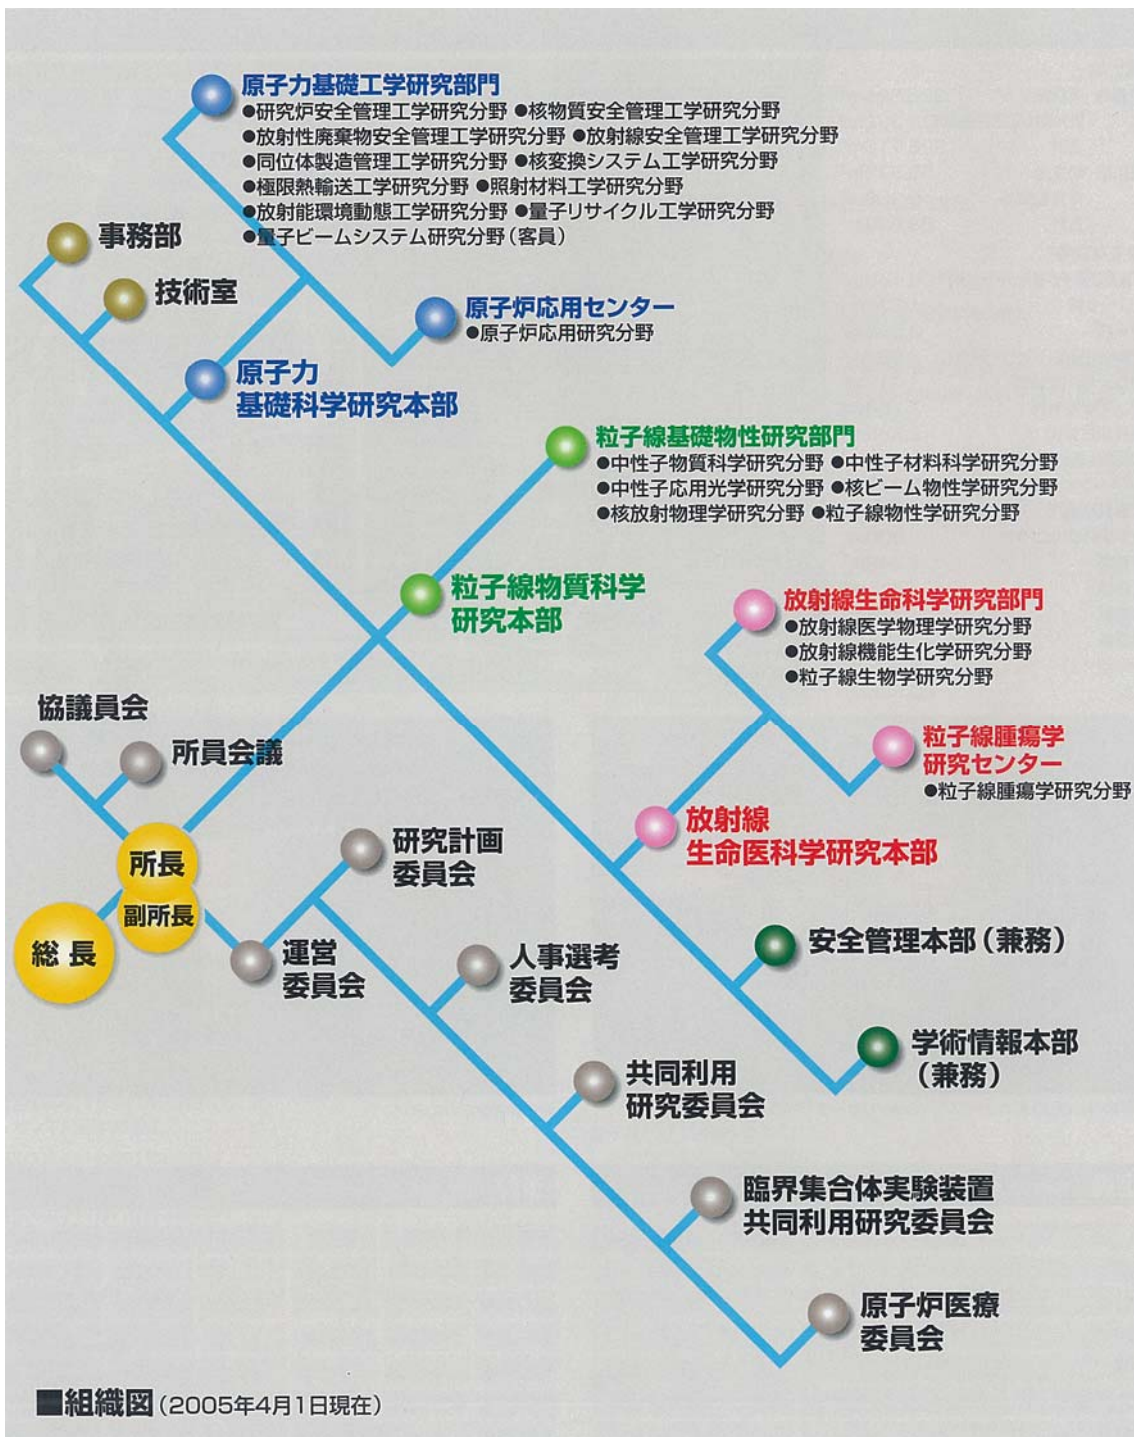 原子力基礎工学研究部門
●研究炉安全管理工学研究分野 ●核物質安全管理工学研究分野
●放射性廃棄物安全管理工学研究分野 ●放射線安全管理工学研究分野
●同位体製造管理工学研究分野 ●核変換システム工学研究分野
●極限熱輸送工学研究分野 ●照射材料工学研究分野
●放射能環境動態工学研究分野 ●量子リサイクル工学研究分野
●量子ビームシステム研究分野(客員)
事務部
技術室
原子炉応用センター
●原子炉応用研究分野
原子力
基礎科学研究本部
粒子線基礎物性研究部門
●中性子物質科学研究分野 ●中性子材料科学研究分野
●中性子応用光学研究分野 ●核ビーム物性学研究分野
●核放射物理学研究分野 ●粒子線物性学研究分野
粒子線物質科学
研究本部
放射線生命科学研究部門
●放射線医学物理学研究分野
●放射線機能生化学研究分野
●粒子線生物学研究分野
協議員会
所員会議
粒子線腫瘍学
研究センター
●粒子線腫瘍学研究分野
放射線
生命医科学研究本部
所長
副所長
総長
研究計画
委員会
運営
委員会
人事選考
委員会
安全管理本部(兼務)
学術情報本部
(兼務)
共同利用
研究委員会
臨界集合体実験装置
共同利用研究委員会
原子炉医療
委員会
■組織図(2005年4月1日現在)